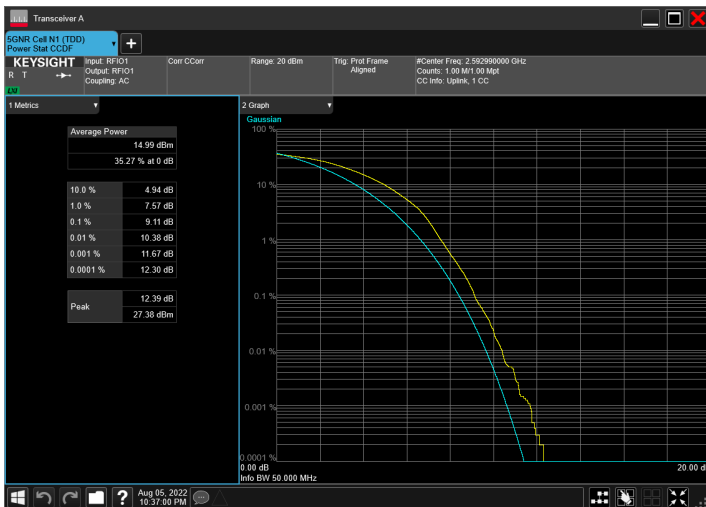 Transceiver A
5GNR Cell N1 (TDD)
Power Stat CCDF
KEYSIGHT
R T
LXI
Input: RFIO1
Output: RFIO1
Coupling: AC
Corr CCorr
Range: 20 dBm
Trig: Prot Frame
Aligned
#Center Freq: 2.592990000 GHz
Counts: 1.00 M/1.00 Mpt
CC Info: Uplink, 1 CC
1 Metrics
Average Power
14.99 dBm
35.27 % at 0 dB
10.0 % 4.94 dB
1.0 % 7.57 dB
0.1 % 9.11 dB
0.01 % 10.38 dB
0.001 % 11.67 dB
0.0001 % 12.30 dB
Peak
12.39 dB
27.38 dBm
2 Graph
Gaussian
100 %
10 %
1 %
0.1 %
0.01 %
0.001 %
0.0001 %
0.00 dB
20.00 d
Info BW 50.000 MHz
?
Aug 05, 2022
10:37:00 PM